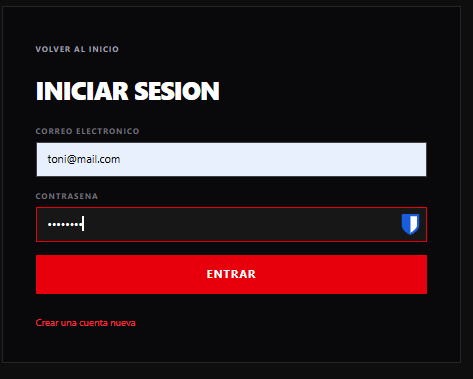 VOLVER AL INICIO
INICIAR SESION
CORREO ELECTRONICO
toni@mail.com
CONTRASENA
••••••••
ENTRAR
Crear una cuenta nueva